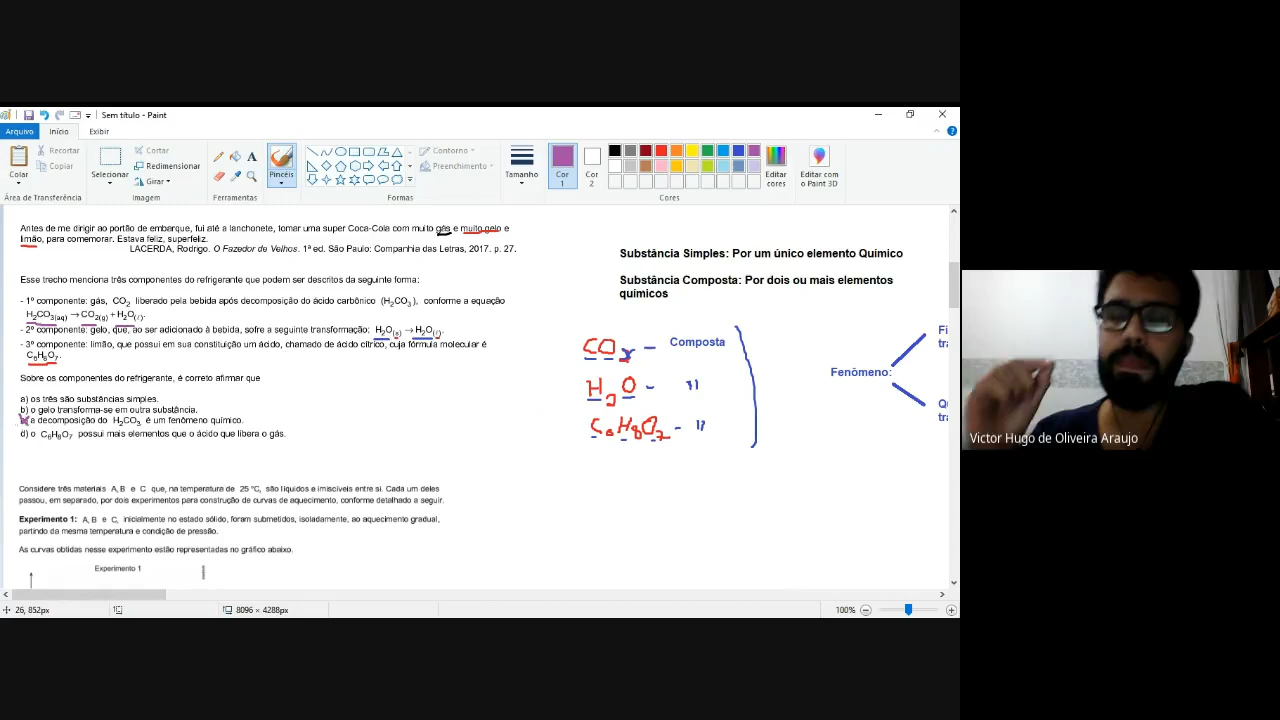 Sem título - Paint
Arquivo Início Exibir
Colar
Recortar
Copiar
Área de Transferência
Selecionar
Cortar
Redimensionar
Girar
Imagem
A
Ferramentas
Pincéis
Contorno
Preenchimento
Formas
Tamanho
Cor 1
Cor 2
Editar cores
Cores
Editar com o Paint 3D
Antes de me dirigir ao portão de embarque, fui até a lanchonete, tomar uma super Coca-Cola com muito gás e muito gelo e
limão, para comemorar. Estava feliz, superfeliz.
LACERDA, Rodrigo. O Fazedor de Velhos. 1ª ed. São Paulo: Companhia das Letras, 2017. p. 27.
Esse trecho menciona três componentes do refrigerante que podem ser descritos da seguinte forma:
- 1º componente: gás, CO2 liberado pela bebida após decomposição do ácido carbônico (H2CO3), conforme a equação
H2CO3(aq) → CO2(g) + H2O(ℓ).
- 2º componente: gelo, que, ao ser adicionado à bebida, sofre a seguinte transformação: H2O(s) → H2O(ℓ).
- 3º componente: limão, que possui em sua constituição um ácido, chamado de ácido cítrico, cuja fórmula molecular é
C6H8O7.
Sobre os componentes do refrigerante, é correto afirmar que
a) os três são substâncias simples.
b) o gelo transforma-se em outra substância.
a decomposição do H2CO3 é um fenômeno químico.
d) o C6H8O7 possui mais elementos que o ácido que libera o gás.
Considere três materiais A, B e C que, na temperatura de 25 °C, são líquidos e imiscíveis entre si. Cada um deles
passou, em separado, por dois experimentos para construção de curvas de aquecimento, conforme detalhado a seguir.
Experimento 1: A, B e C, inicialmente no estado sólido, foram submetidos, isoladamente, ao aquecimento gradual,
partindo da mesma temperatura e condição de pressão.
As curvas obtidas nesse experimento estão representadas no gráfico abaixo.
Experimento 1
Substância Simples: Por um único elemento Químico
Substância Composta: Por dois ou mais elementos
químicos
CO2 - Composta
H2O - "
C6H8O7 - "
Fenômeno:
Fí
tra
Qu
tra
26, 852px
8096 × 4288px
100%
Victor Hugo de Oliveira Araujo